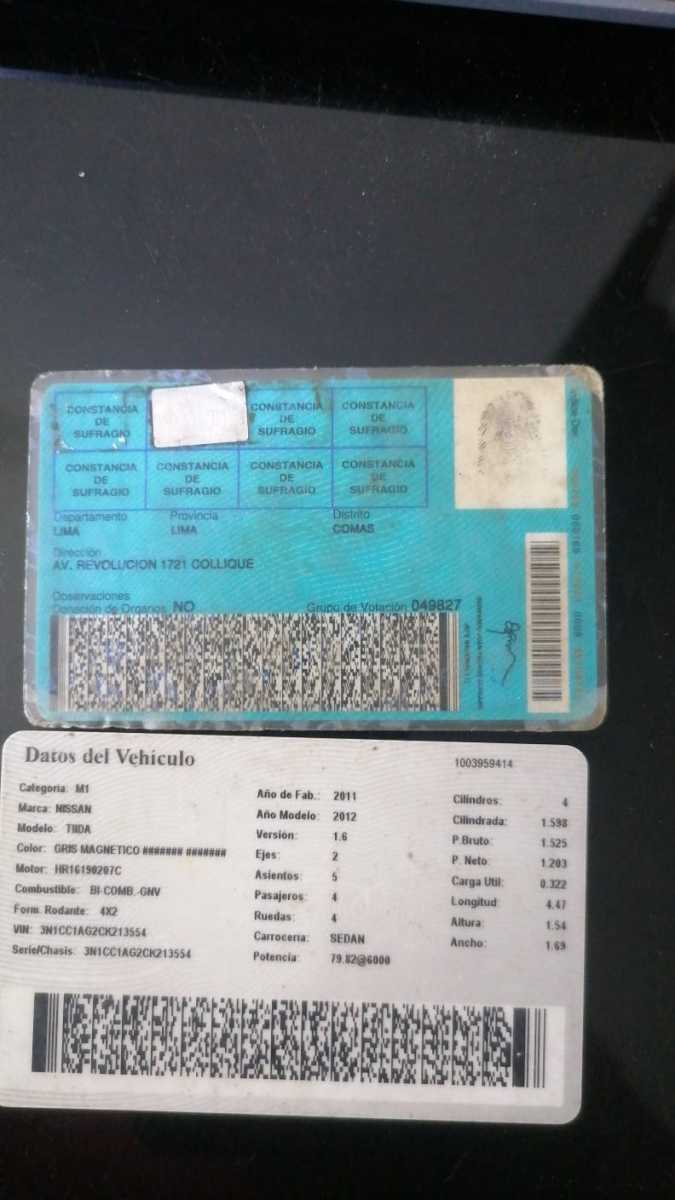 CONSTANCIA DE SUFRAGIO
CONSTANCIA DE SUFRAGIO
CONSTANCIA DE SUFRAGIO
CONSTANCIA DE SUFRAGIO
CONSTANCIA DE SUFRAGIO
CONSTANCIA DE SUFRAGIO
CONSTANCIA DE SUFRAGIO
Departamento Provincia Distrito
LIMA LIMA COMAS
Dirección
AV. REVOLUCION 1721 COLLIQUE
Observaciones
Donación de Organos NO Grupo de Votación 049827
Datos del Vehículo 1003959414
Categoria: M1
Marca: NISSAN
Modelo: TIIDA
Color: GRIS MAGNETICO ####### #######
Motor: HR16190207C
Combustible: BI-COMB.-GNV
Form. Rodante: 4X2
VIN: 3N1CC1AG2CK213554
Serie/Chasis: 3N1CC1AG2CK213554
Año de Fab.: 2011
Año Modelo: 2012
Versión: 1.6
Ejes: 2
Asientos: 5
Pasajeros: 4
Ruedas: 4
Carrocería: SEDAN
Potencia: 79.82@6000
Cilindros: 4
Cilindrada: 1.598
P.Bruto: 1.525
P. Neto: 1.203
Carga Util: 0.322
Longitud: 4.47
Altura: 1.54
Ancho: 1.69